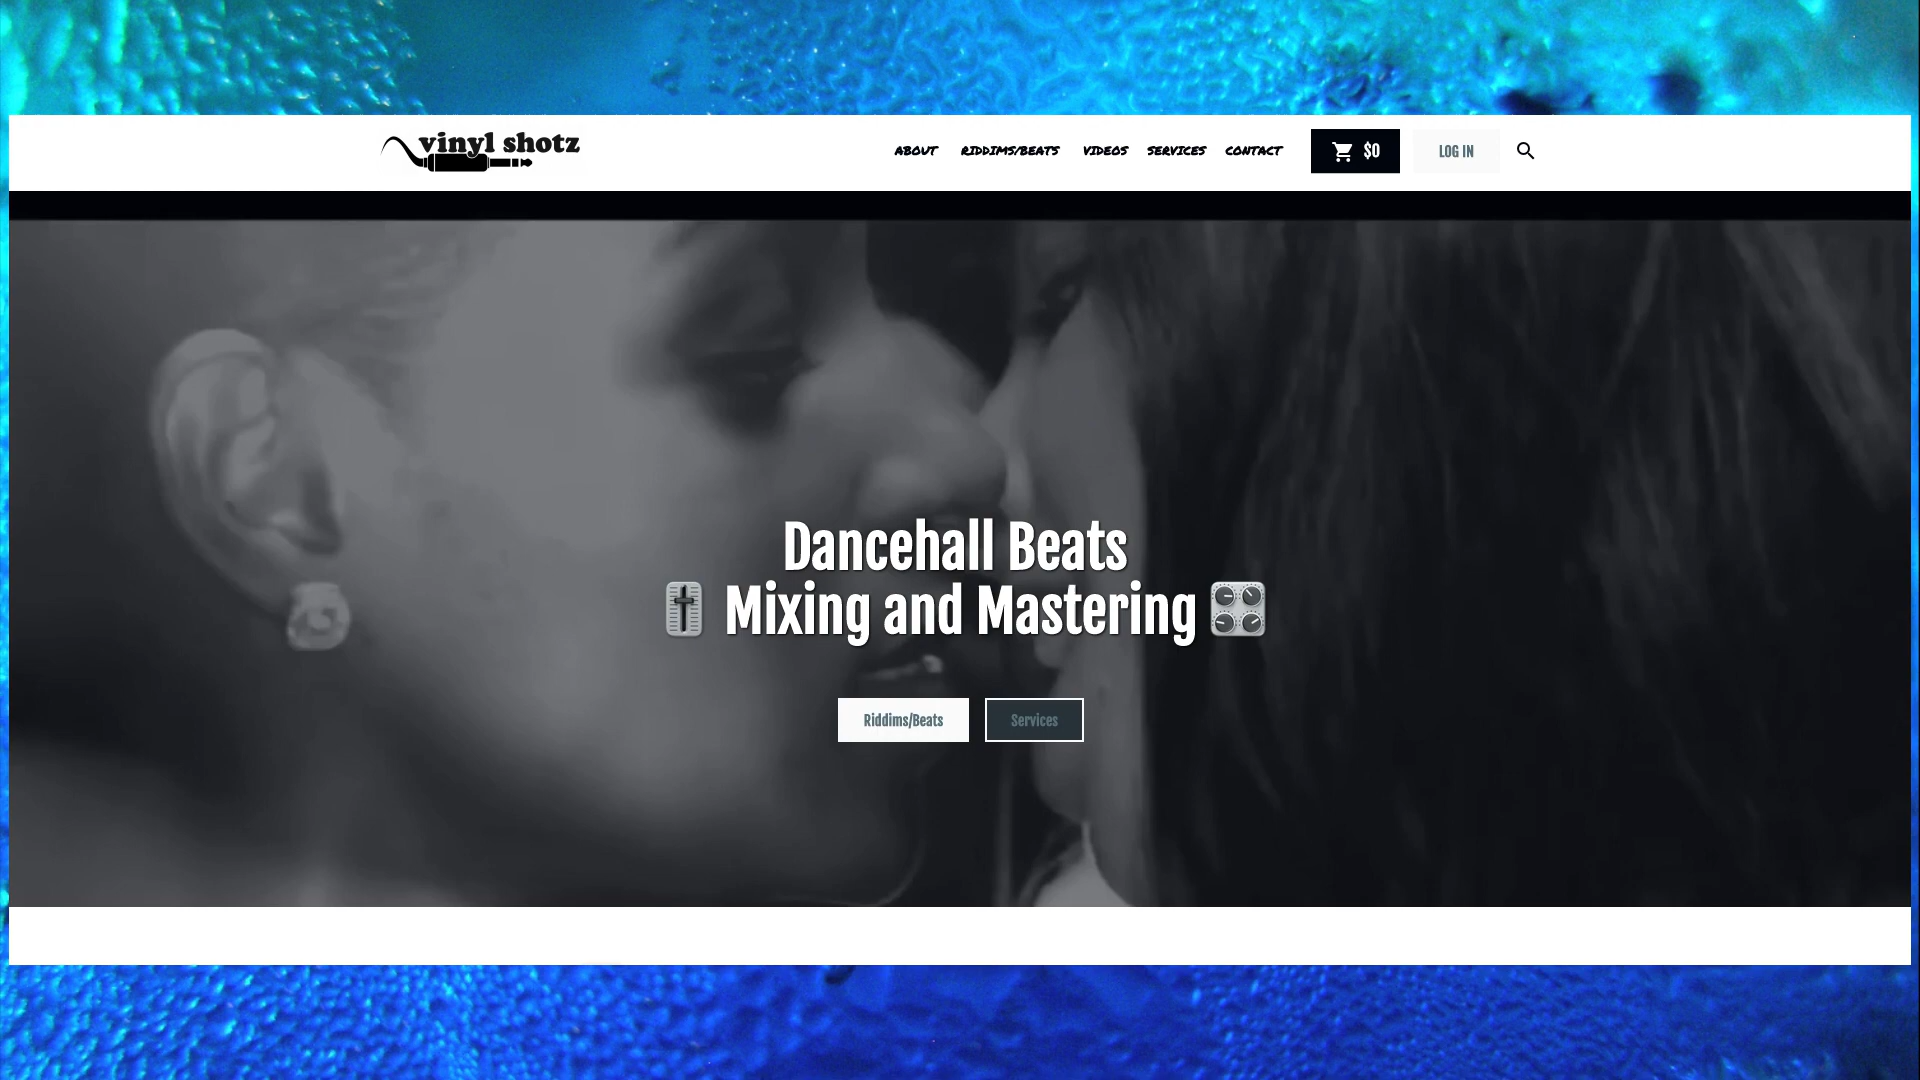 vinyl shotz
ABOUT RIDDIMS/BEATS VIDEOS SERVICES CONTACT $0 LOG IN
Dancehall Beats
🎚 Mixing and Mastering 🎛
Riddims/Beats Services